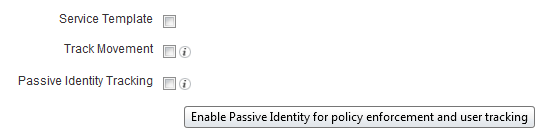 Service Template
Track Movement
Passive Identity Tracking
Enable Passive Identity for policy enforcement and user tracking